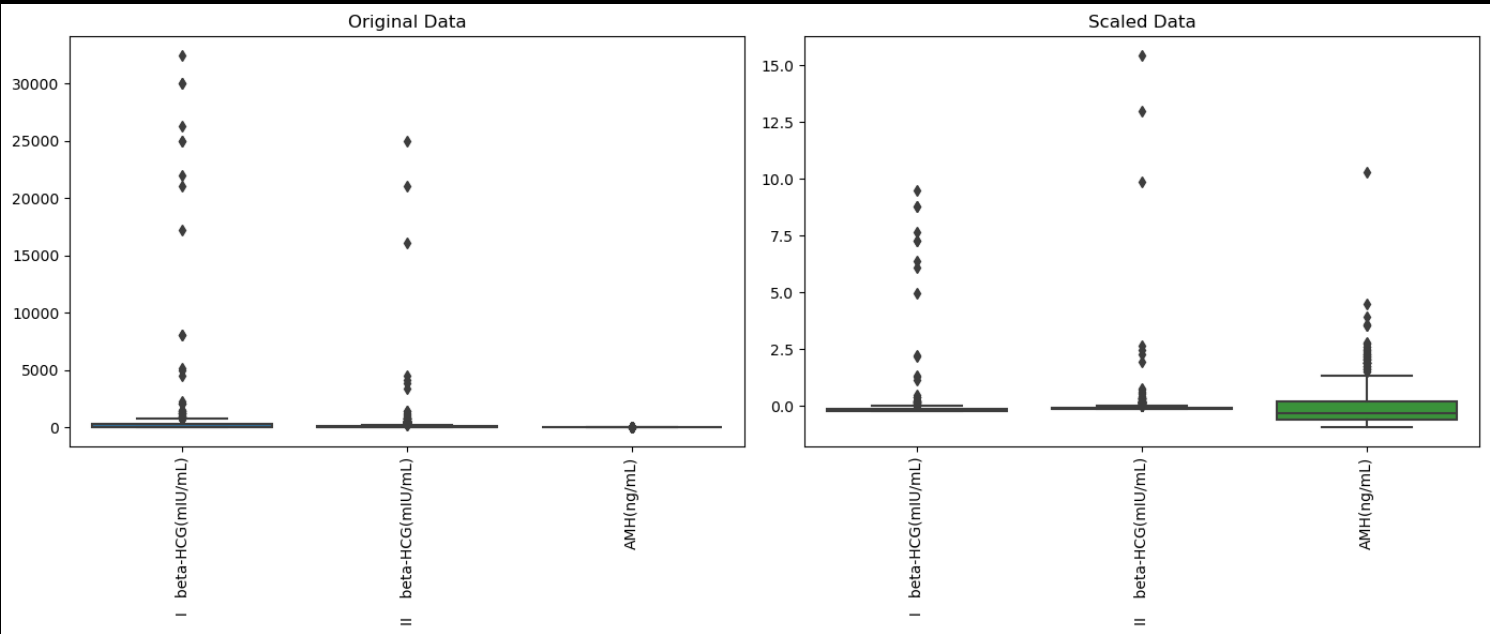 Original Data
30000
25000
20000
15000
10000
5000
0
I   beta-HCG(mIU/mL)
II   beta-HCG(mIU/mL)
AMH(ng/mL)
Scaled Data
15.0
12.5
10.0
7.5
5.0
2.5
0.0
I   beta-HCG(mIU/mL)
II   beta-HCG(mIU/mL)
AMH(ng/mL)